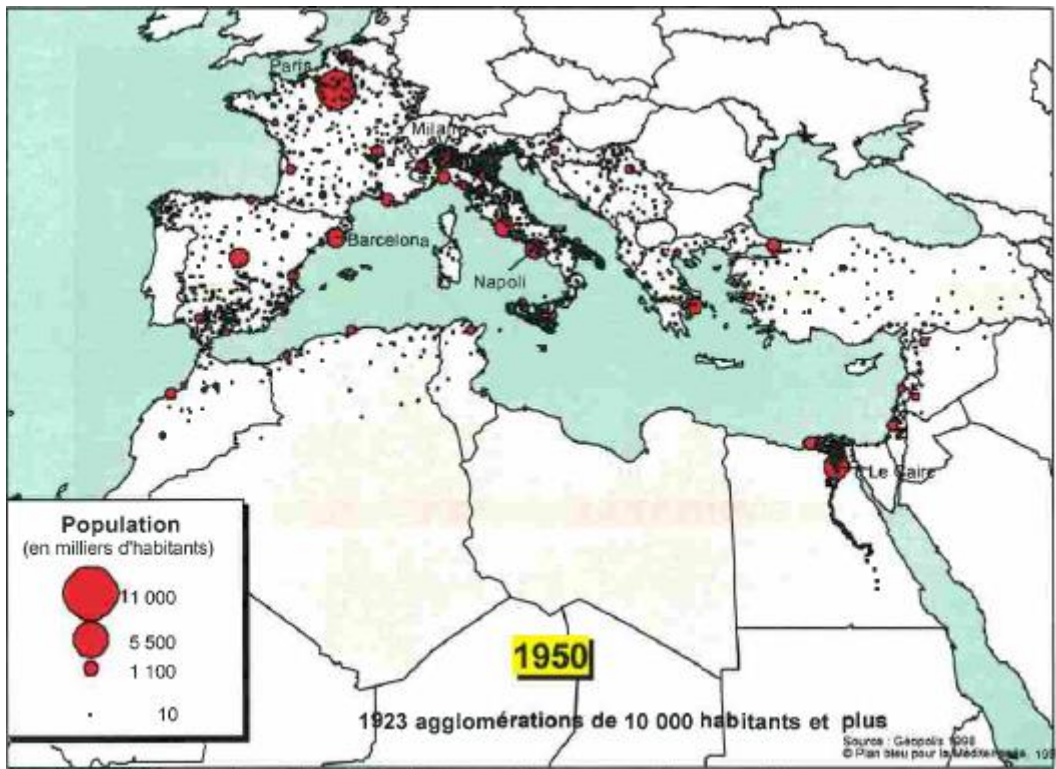 Paris
Milan
Barcelona
Napoli
Le Caire
Population
(en milliers d'habitants)
11 000
5 500
1 100
10
1950
1923 agglomérations de 10 000 habitants et plus
Source : Géopolis 1998
© Plan bleu pour la Méditerranée,